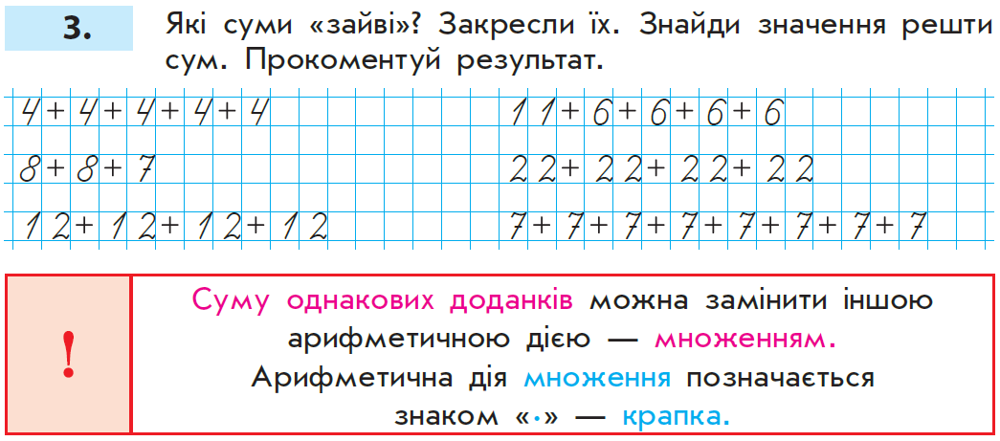 3. Які суми «зайві»? Закресли їх. Знайди значення решти
сум. Прокоментуй результат.
4+4+4+4+4
11+6+6+6+6
8+8+7
22+22+22+22
12+12+12+12
7+7+7+7+7+7+7+7
! Суму однакових доданків можна замінити іншою
арифметичною дією — множенням.
Арифметична дія множення позначається
знаком «·» — крапка.